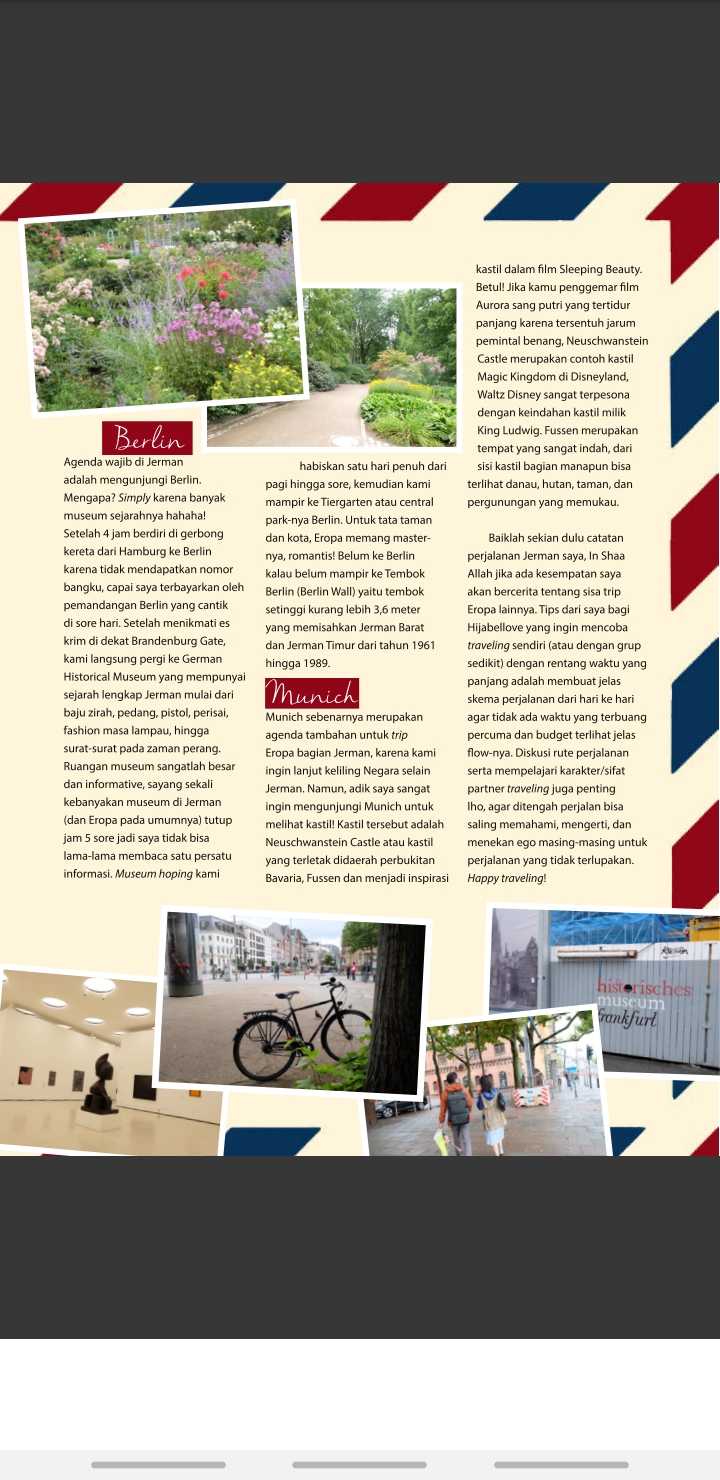 Berlin
Agenda wajib di Jerman
adalah mengunjungi Berlin.
Mengapa? Simply karena banyak
museum sejarahnya hahaha!
Setelah 4 jam berdiri di gerbong
kereta dari Hamburg ke Berlin
karena tidak mendapatkan nomor
bangku, capai saya terbayarkan oleh
pemandangan Berlin yang cantik
di sore hari. Setelah menikmati es
krim di dekat Brandenburg Gate,
kami langsung pergi ke German
Historical Museum yang mempunyai
sejarah lengkap Jerman mulai dari
baju zirah, pedang, pistol, perisai,
fashion masa lampau, hingga
surat-surat pada zaman perang.
Ruangan museum sangatlah besar
dan informative, sayang sekali
kebanyakan museum di Jerman
(dan Eropa pada umumnya) tutup
jam 5 sore jadi saya tidak bisa
lama-lama membaca satu persatu
informasi. Museum hoping kami
habiskan satu hari penuh dari
pagi hingga sore, kemudian kami
mampir ke Tiergarten atau central
park-nya Berlin. Untuk tata taman
dan kota, Eropa memang master-
nya, romantis! Belum ke Berlin
kalau belum mampir ke Tembok
Berlin (Berlin Wall) yaitu tembok
setinggi kurang lebih 3,6 meter
yang memisahkan Jerman Barat
dan Jerman Timur dari tahun 1961
hingga 1989.
Munich
Munich sebenarnya merupakan
agenda tambahan untuk trip
Eropa bagian Jerman, karena kami
ingin lanjut keliling Negara selain
Jerman. Namun, adik saya sangat
ingin mengunjungi Munich untuk
melihat kastil! Kastil tersebut adalah
Neuschwanstein Castle atau kastil
yang terletak didaerah perbukitan
Bavaria, Fussen dan menjadi inspirasi
kastil dalam film Sleeping Beauty.
Betul! Jika kamu penggemar film
Aurora sang putri yang tertidur
panjang karena tersentuh jarum
pemintal benang, Neuschwanstein
Castle merupakan contoh kastil
Magic Kingdom di Disneyland,
Waltz Disney sangat terpesona
dengan keindahan kastil milik
King Ludwig. Fussen merupakan
tempat yang sangat indah, dari
sisi kastil bagian manapun bisa
terlihat danau, hutan, taman, dan
pergunungan yang memukau.
Baiklah sekian dulu catatan
perjalanan Jerman saya, In Shaa
Allah jika ada kesempatan saya
akan bercerita tentang sisa trip
Eropa lainnya. Tips dari saya bagi
Hijabellove yang ingin mencoba
traveling sendiri (atau dengan grup
sedikit) dengan rentang waktu yang
panjang adalah membuat jelas
skema perjalanan dari hari ke hari
agar tidak ada waktu yang terbuang
percuma dan budget terlihat jelas
flow-nya. Diskusi rute perjalanan
serta mempelajari karakter/sifat
partner traveling juga penting
lho, agar ditengah perjalan bisa
saling memahami, mengerti, dan
menekan ego masing-masing untuk
perjalanan yang tidak terlupakan.
Happy traveling!
historisches
museum
frankfurt